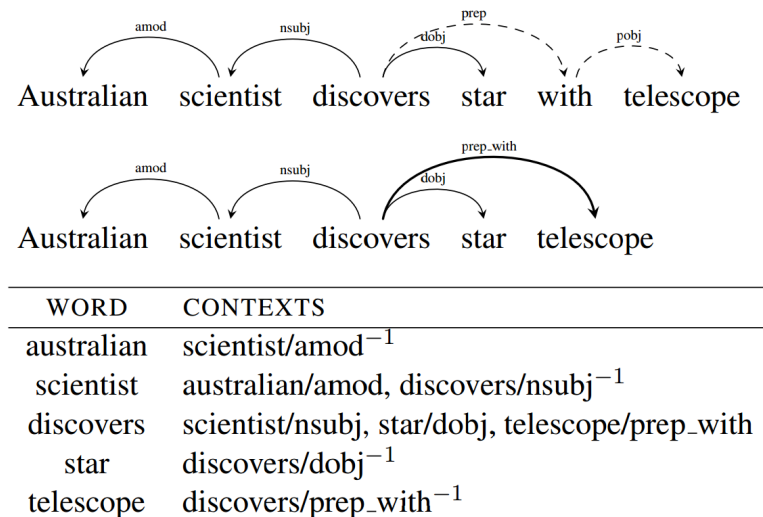 amod nsubj dobj prep pobj
Australian scientist discovers star with telescope
prep_with
amod nsubj dobj
Australian scientist discovers star telescope
WORD CONTEXTS
australian scientist/amod⁻¹
scientist australian/amod, discovers/nsubj⁻¹
discovers scientist/nsubj, star/dobj, telescope/prep_with
star discovers/dobj⁻¹
telescope discovers/prep_with⁻¹